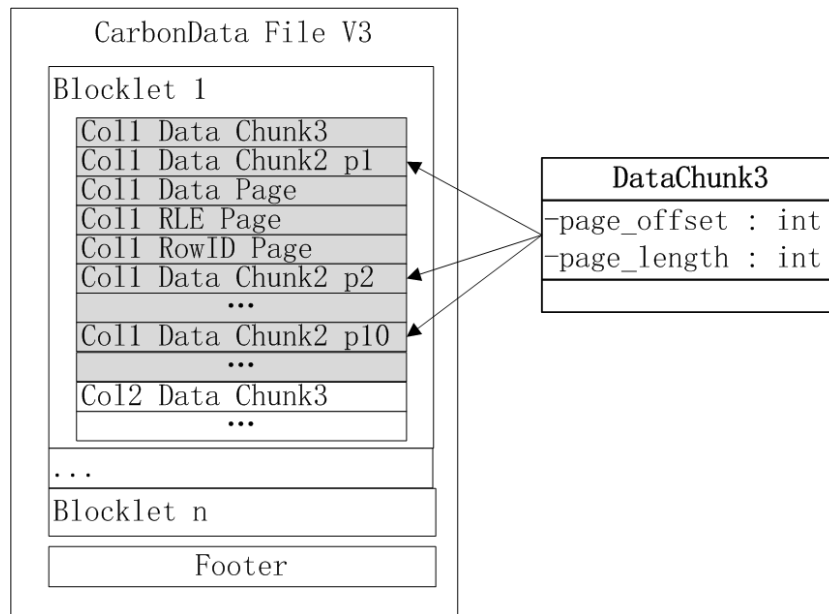 CarbonData File V3
Blocklet 1
Col1 Data Chunk3
Col1 Data Chunk2 p1
Col1 Data Page
Col1 RLE Page
Col1 RowID Page
Col1 Data Chunk2 p2
...
Col1 Data Chunk2 p10
...
Col2 Data Chunk3
...
...
Blocklet n
Footer
DataChunk3
-page_offset : int
-page_length : int